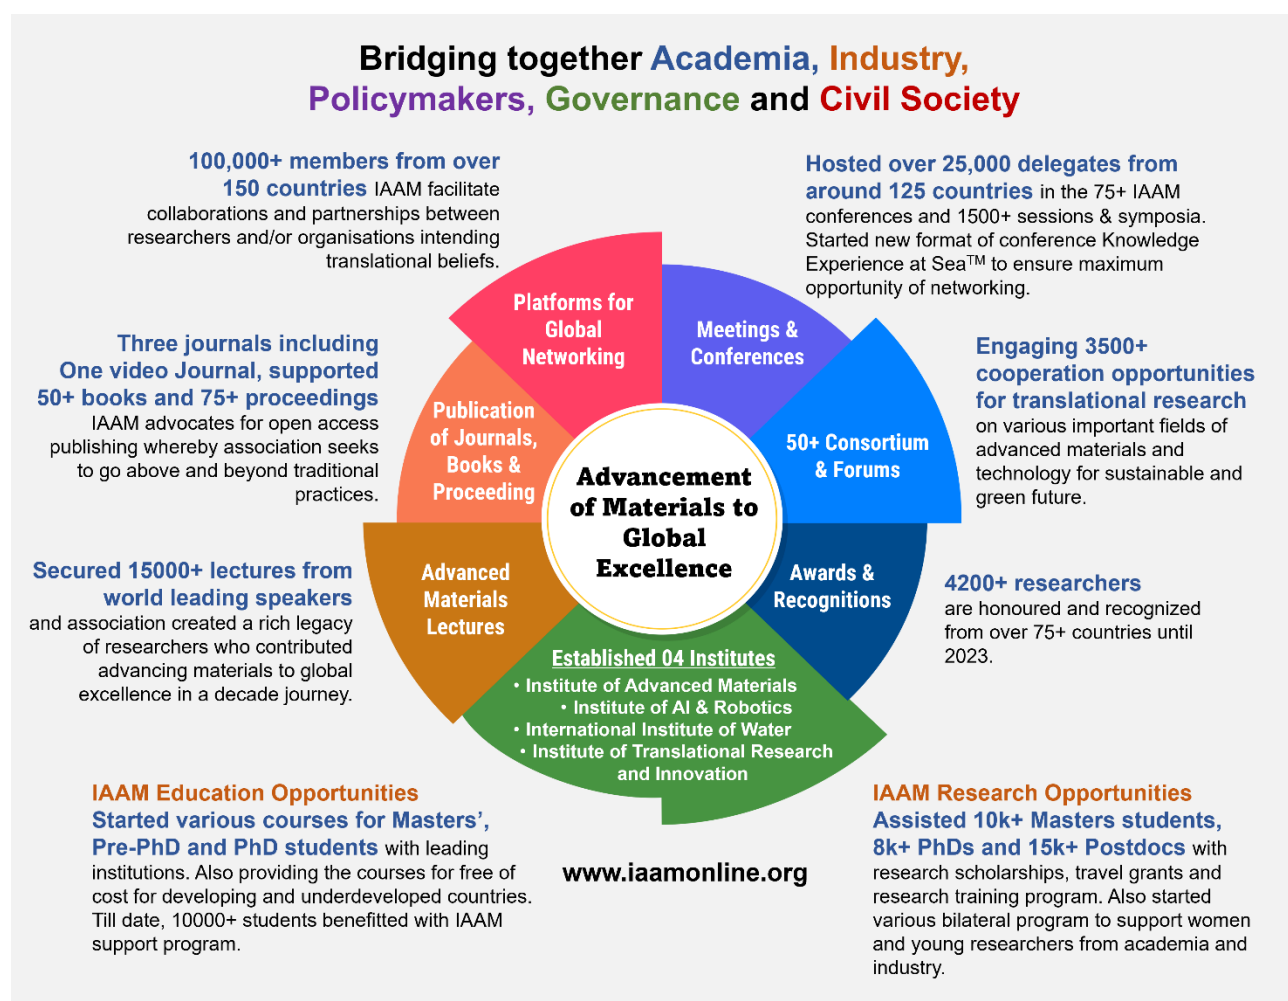 Bridging together Academia, Industry,
Policymakers, Governance and Civil Society
100,000+ members from over
150 countries IAAM facilitate
collaborations and partnerships between
researchers and/or organisations intending
translational beliefs.
Hosted over 25,000 delegates from
around 125 countries in the 75+ IAAM
conferences and 1500+ sessions & symposia.
Started new format of conference Knowledge
Experience at Sea™ to ensure maximum
opportunity of networking.
Three journals including
One video Journal, supported
50+ books and 75+ proceedings
IAAM advocates for open access
publishing whereby association seeks
to go above and beyond traditional
practices.
Engaging 3500+
cooperation opportunities
for translational research
on various important fields of
advanced materials and
technology for sustainable and
green future.
Secured 15000+ lectures from
world leading speakers
and association created a rich legacy
of researchers who contributed
advancing materials to global
excellence in a decade journey.
4200+ researchers
are honoured and recognized
from over 75+ countries until
2023.
Platforms for
Global
Networking
Meetings &
Conferences
Publication
of Journals,
Books &
Proceeding
50+ Consortium
& Forums
Advancement
of Materials to
Global
Excellence
Advanced
Materials
Lectures
Awards &
Recognitions
Established 04 Institutes
• Institute of Advanced Materials
• Institute of AI & Robotics
• International Institute of Water
• Institute of Translational Research
and Innovation
IAAM Education Opportunities
Started various courses for Masters’,
Pre-PhD and PhD students with leading
institutions. Also providing the courses for free of
cost for developing and underdeveloped countries.
Till date, 10000+ students benefitted with IAAM
support program.
www.iaamonline.org
IAAM Research Opportunities
Assisted 10k+ Masters students,
8k+ PhDs and 15k+ Postdocs with
research scholarships, travel grants and
research training program. Also started
various bilateral program to support women
and young researchers from academia and
industry.